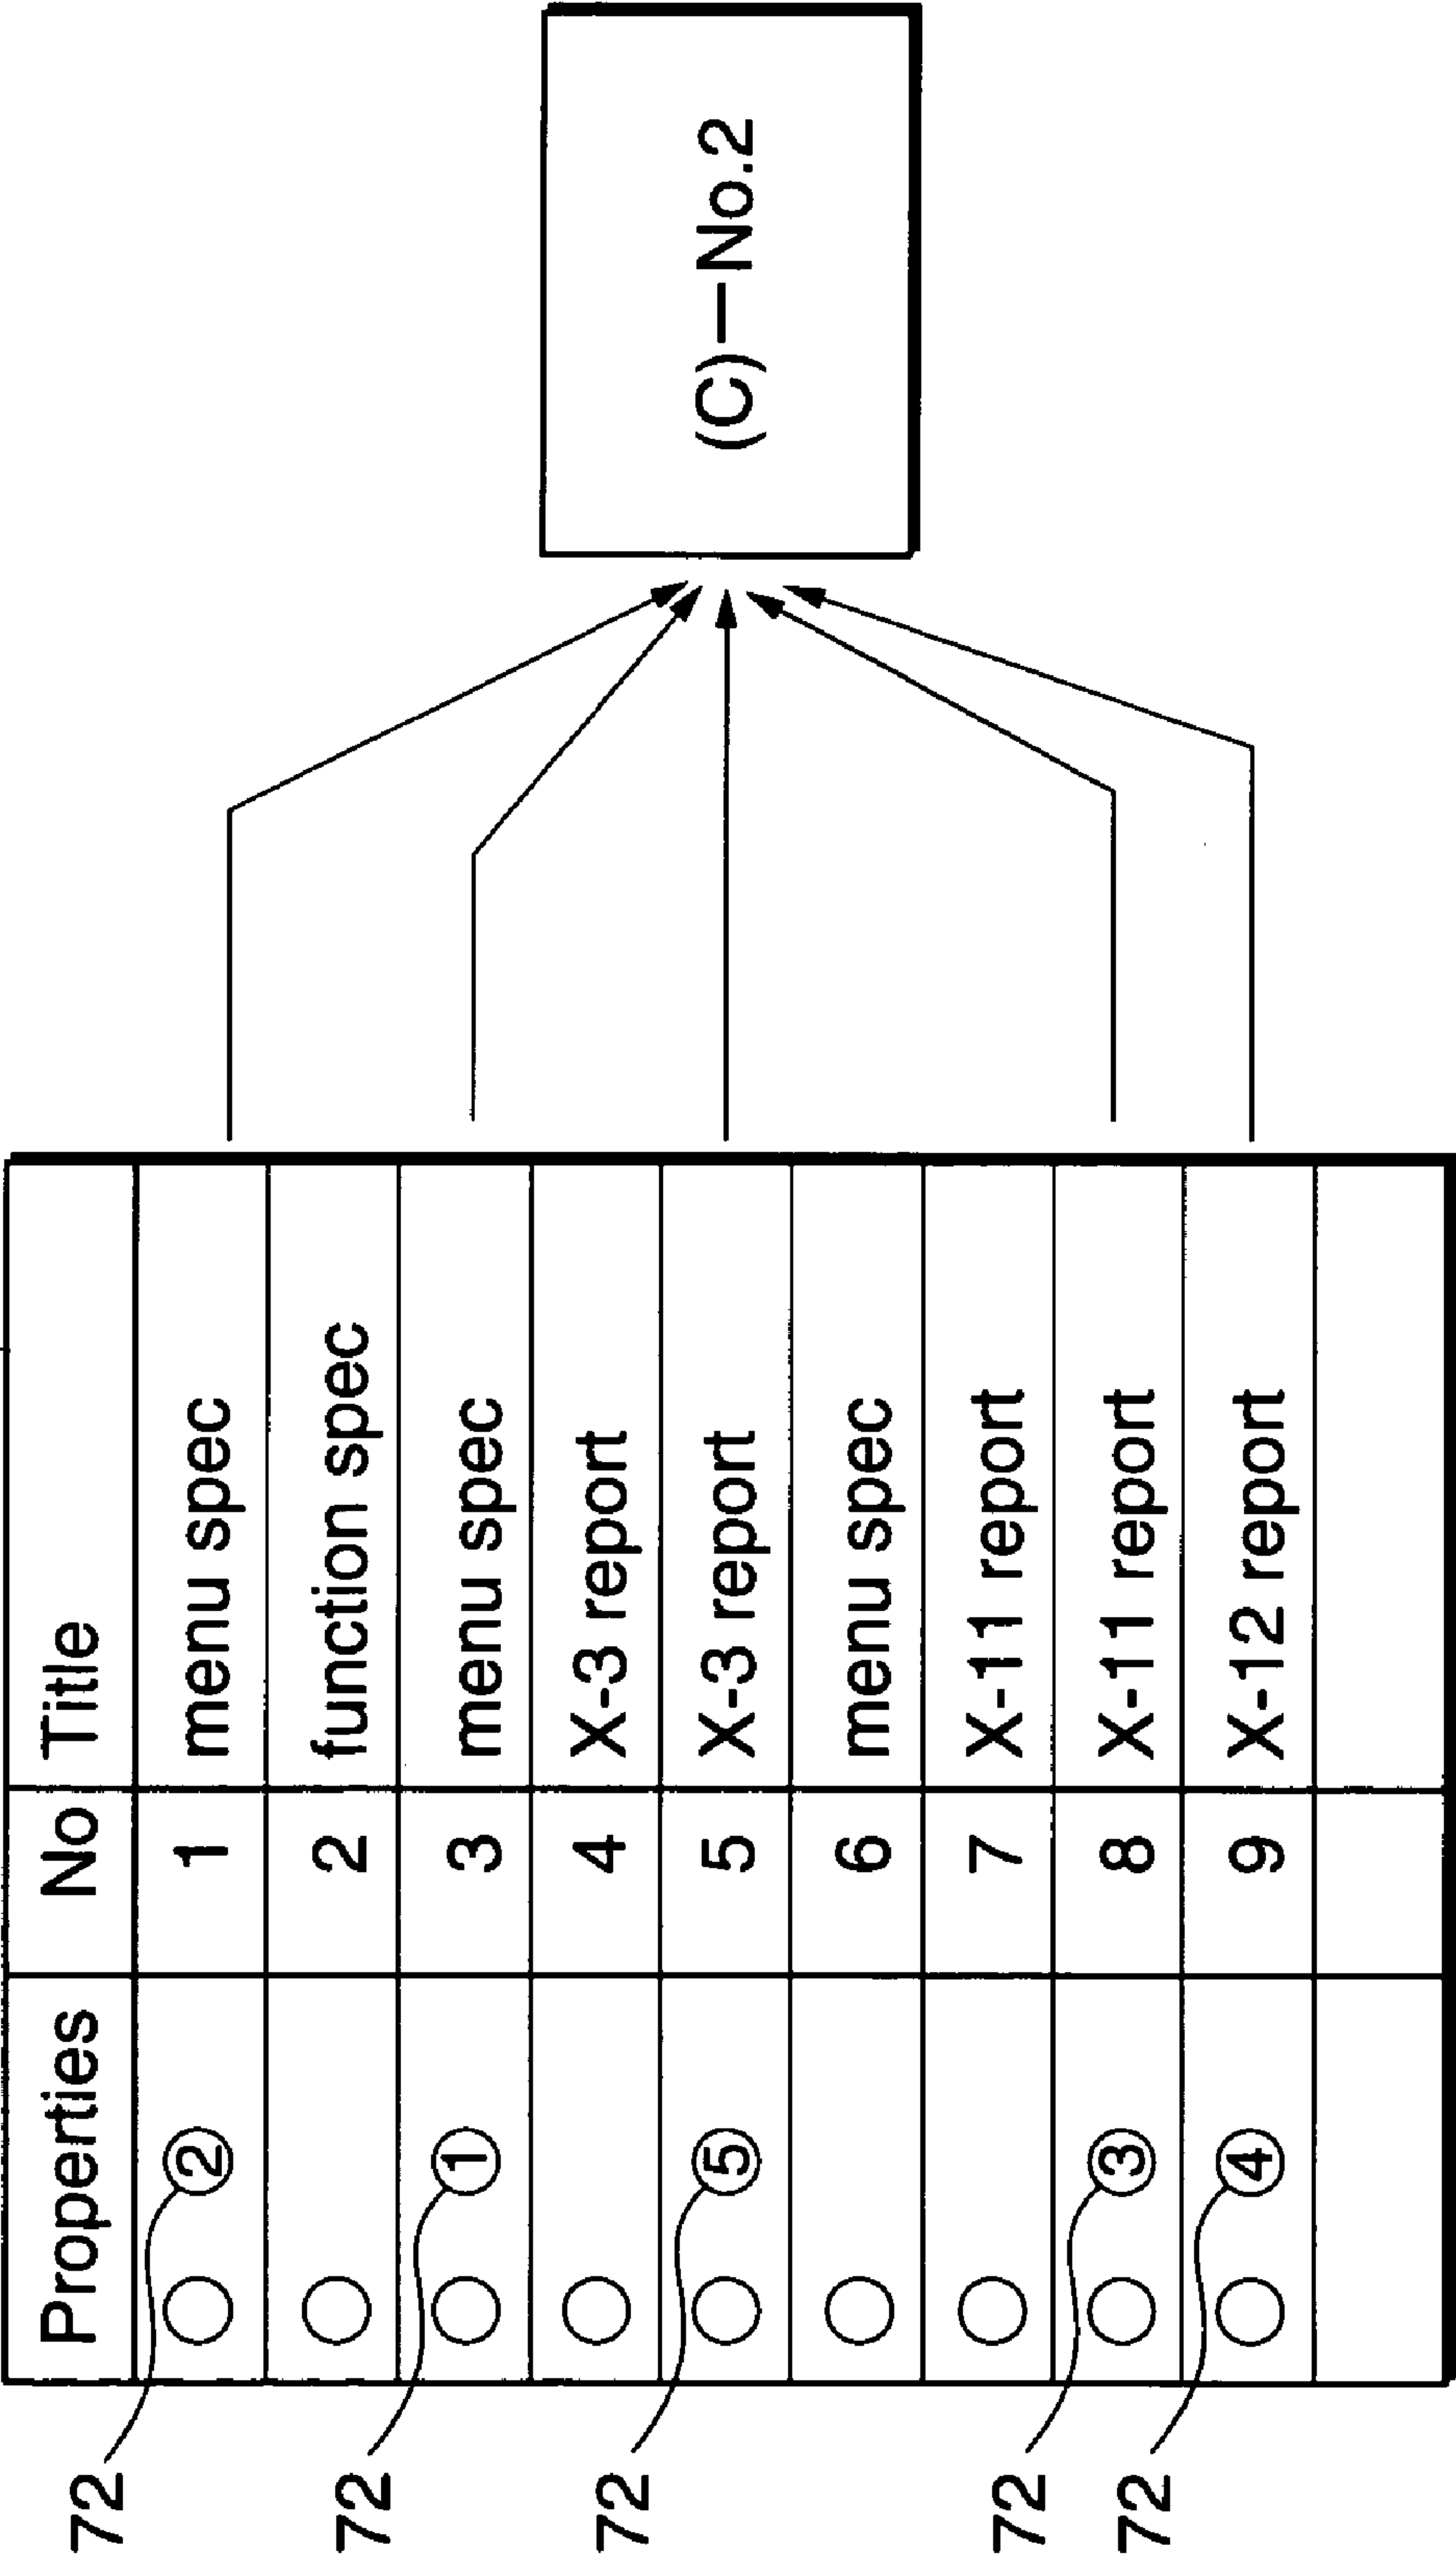 Properties No Title
72 ② 1 menu spec
2 function spec
72 ① 3 menu spec
4 X-3 report
72 ⑤ 5 X-3 report
6 menu spec
7 X-11 report
72 ③ 8 X-11 report
72 ④ 9 X-12 report
(C)—No.2